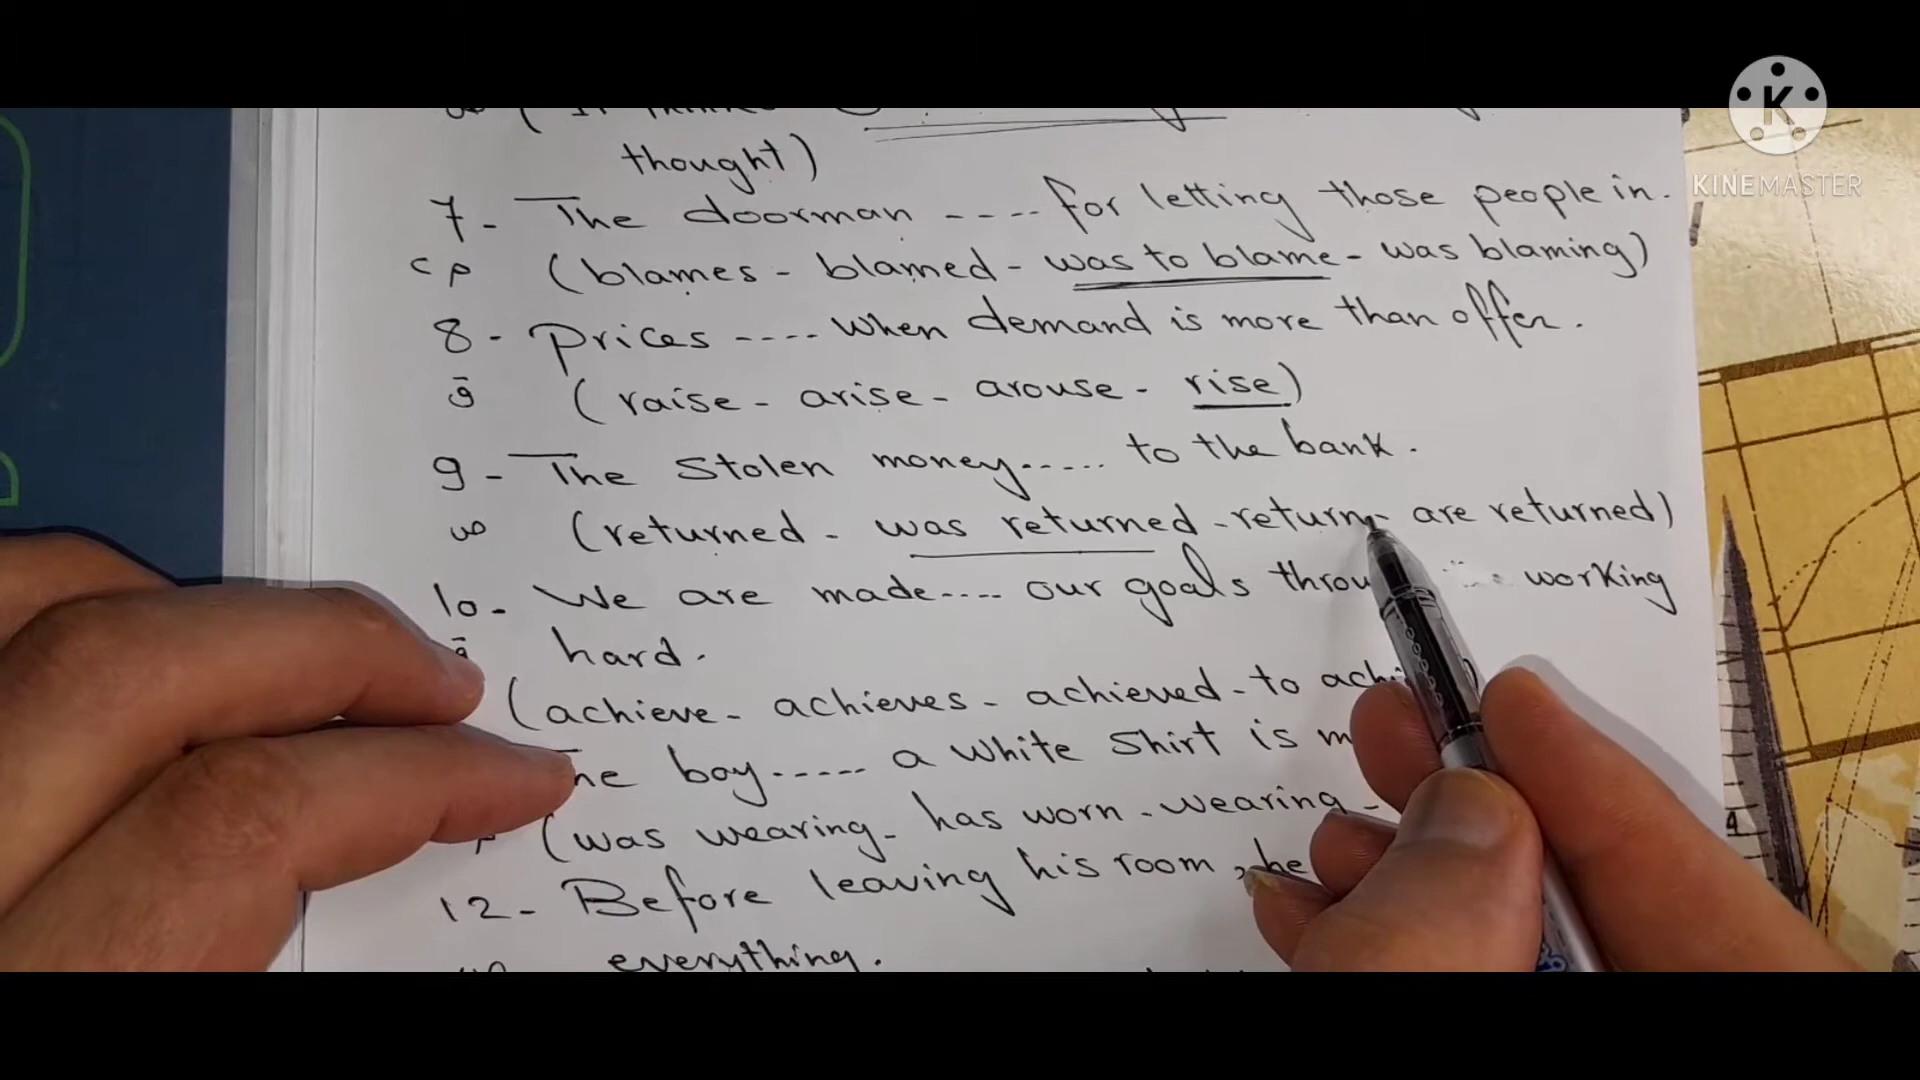 thought)
7- The doorman ---- for letting those people in.
(blames - blamed - was to blame - was blaming)
8- Prices ---- when demand is more than offer.
(raise - arise - arouse - rise)
9- The stolen money..... to the bank.
(returned - was returned - return - are returned)
10- We are made---- our goals working
hard.
(achieve - achieves - achieved - to
boy----- a white shirt is
(was wearing - has worn - wearing -
12- Before leaving his room, he
everything.
KINEMASTER